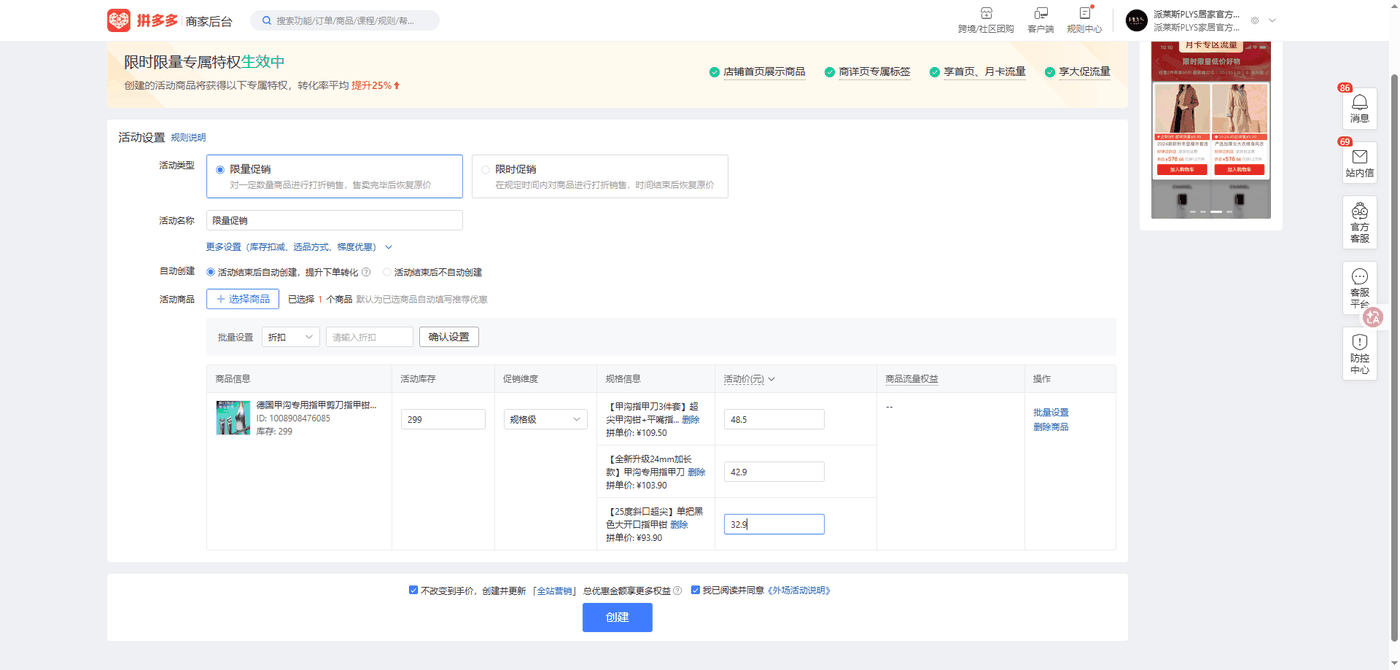 拼多多 商家后台
搜索功能/订单/商品/课程/规则/帮...
跨境/社区团购
客户端
规则中心
派莱斯PLYS居家官方...
派莱斯PLYS居家官方...
限时限量专属特权生效中
创建的活动商品将获得以下专属特权，转化率平均 提升25%
店铺首页展示商品
商详页专属标签
享首页、月卡流量
享大促流量
月卡专区流量
限时限量低价好物
加入购物车
加入购物车
86
消息
69
站内信
官方
客服
客服
平台
防控
中心
活动设置 规则说明
活动类型
限量促销
对一定数量商品进行打折销售，售卖完毕后恢复原价
限时促销
在规定时间内对商品进行打折销售，时间结束后恢复原价
活动名称
限量促销
更多设置（库存扣减、选品方式、梯度优惠）
自动创建
活动结束后自动创建，提升下单转化
活动结束后不自动创建
活动商品
+ 选择商品
已选择 1 个商品 默认为已选商品自动填写推荐优惠
批量设置
折扣
请输入折扣
确认设置
商品信息
活动库存
促销维度
规格信息
活动价(元)
商品流量权益
操作
德国甲沟专用指甲剪刀指甲钳...
ID: 1008908476085
库存: 299
299
规格级
【甲沟指甲刀3件套】超
尖甲沟钳+平嘴指... 删除
拼单价: ¥109.50
48.5
--
批量设置
删除商品
【全新升级24mm加长
款】甲沟专用指甲刀 删除
拼单价: ¥103.90
42.9
【25度斜口超尖】单把黑
色大开口指甲钳 删除
拼单价: ¥93.90
32.9
不改变到手价，创建并更新「全站营销」总优惠金额享更多权益
我已阅读并同意《外场活动说明》
创建